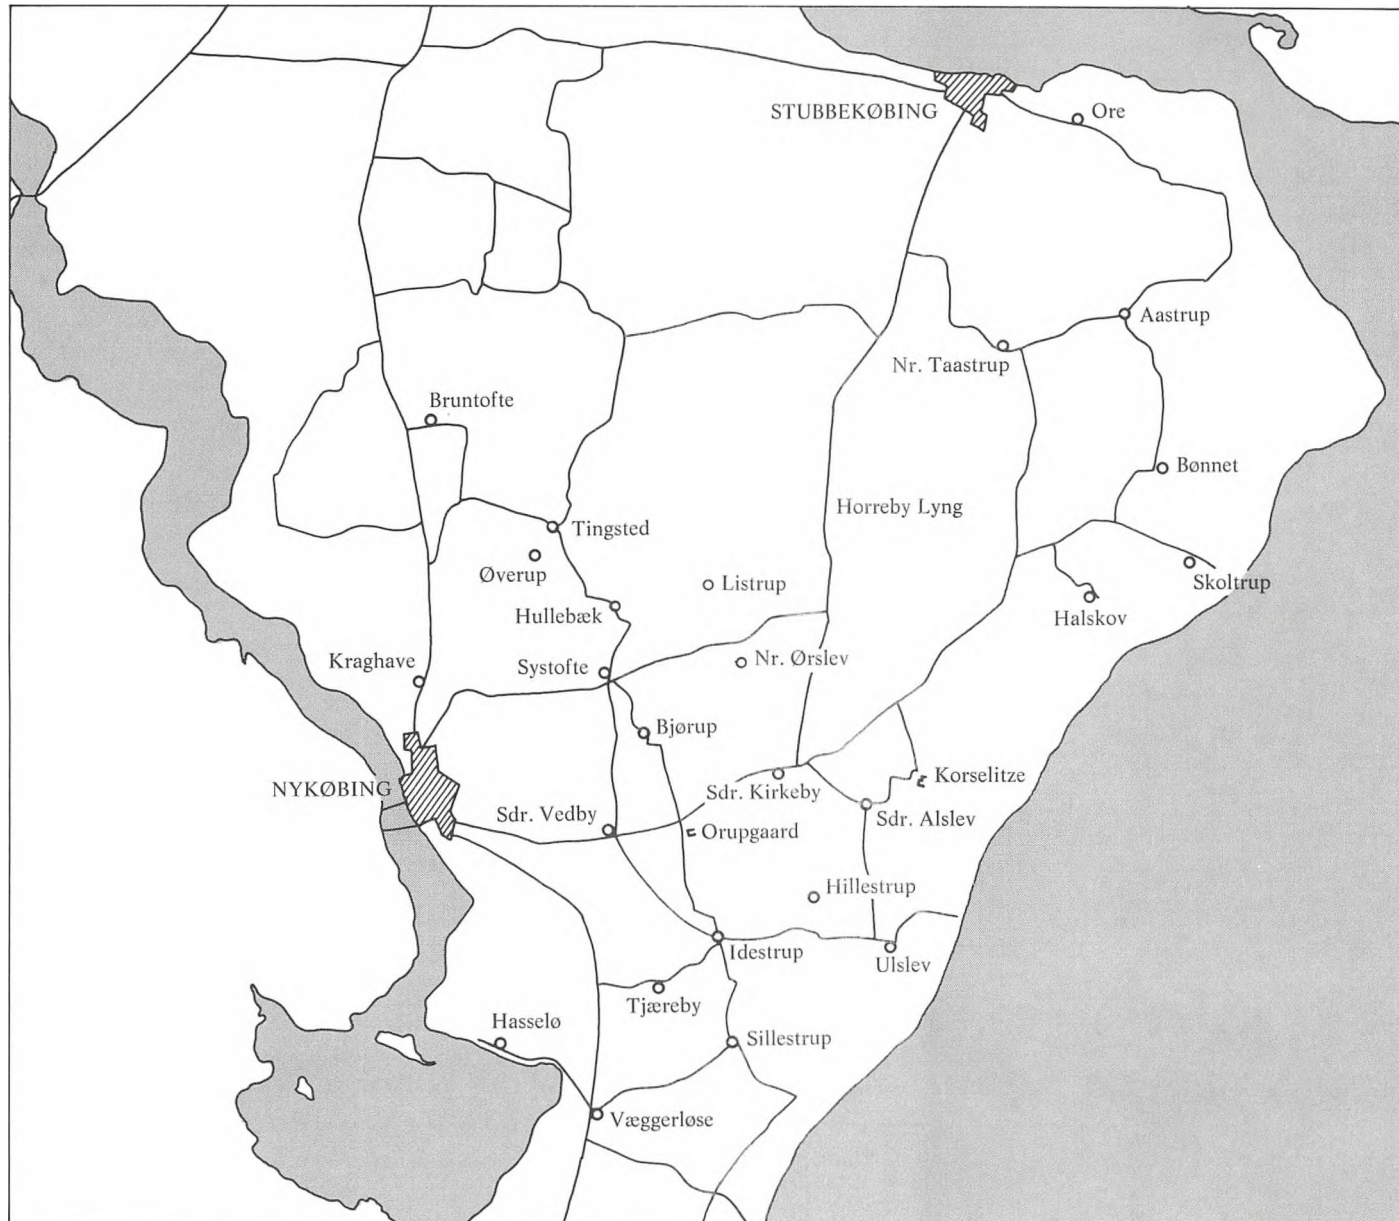 STUBBEKØBING
Ore
Aastrup
Nr. Taastrup
Bruntofte
Bønnet
Horreby Lyng
Tingsted
Øverup
Listrup
Skoltrup
Hullebæk
Halskov
Kraghave
Systofte
Nr. Ørslev
Bjørup
NYKØBING
Sdr. Kirkeby
Korselitze
Sdr. Vedby
Orupgaard
Sdr. Alslev
Hillestrup
Idestrup
Ulslev
Tjæreby
Hasselø
Sillestrup
Væggerløse